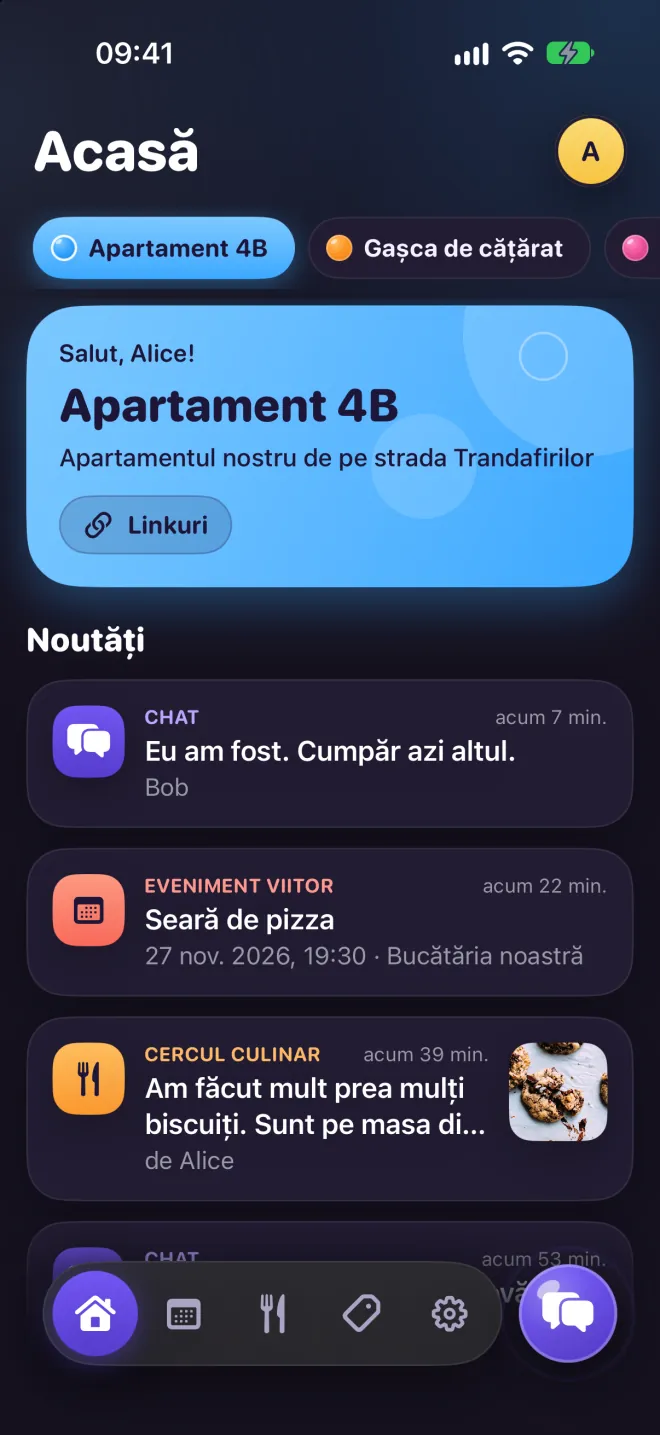 09:41
Acasă
A
Apartament 4B
Gașca de cățărat
Salut, Alice!
Apartament 4B
Apartamentul nostru de pe strada Trandafirilor
Linkuri
Noutăți
CHAT
acum 7 min.
Eu am fost. Cumpăr azi altul.
Bob
EVENIMENT VIITOR
acum 22 min.
Seară de pizza
27 nov. 2026, 19:30 · Bucătăria noastră
CERCUL CULINAR
acum 39 min.
Am făcut mult prea mulți
biscuiți. Sunt pe masa di...
de Alice
CHAT
acum 53 min.